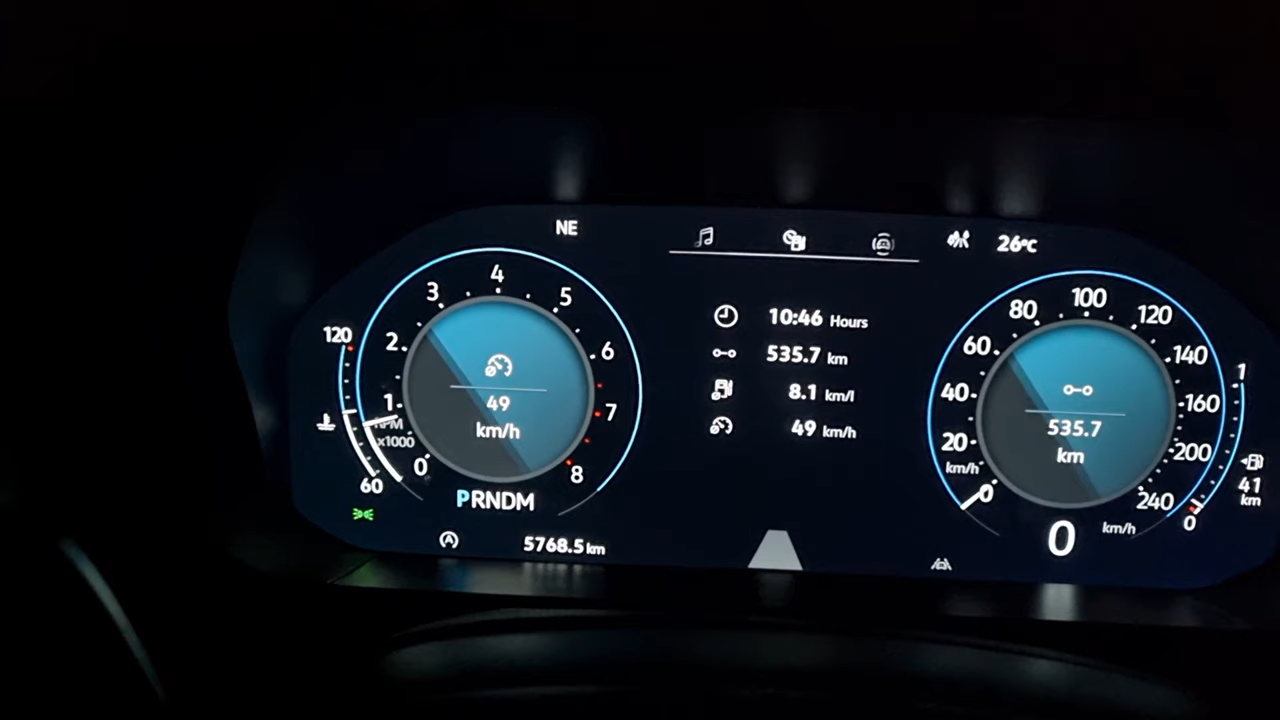 NE
26°C
4
3
5
2
6
1
RPM
x1000
7
0
8
120
60
49
km/h
PRNDM
5768.5 km
10:46 Hours
535.7 km
8.1 km/l
49 km/h
100
80
120
60
140
40
160
20
200
km/h
0
240
535.7
km
0 km/h
1
41
km
0